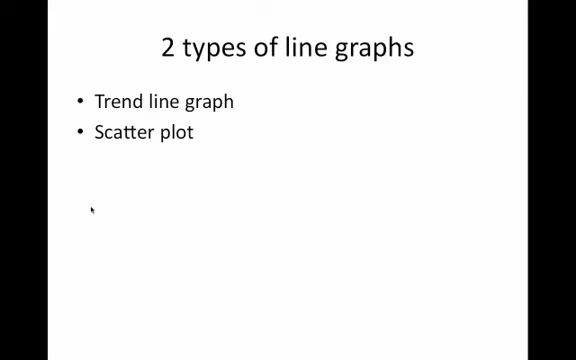 2 types of line graphs
• Trend line graph
• Scatter plot